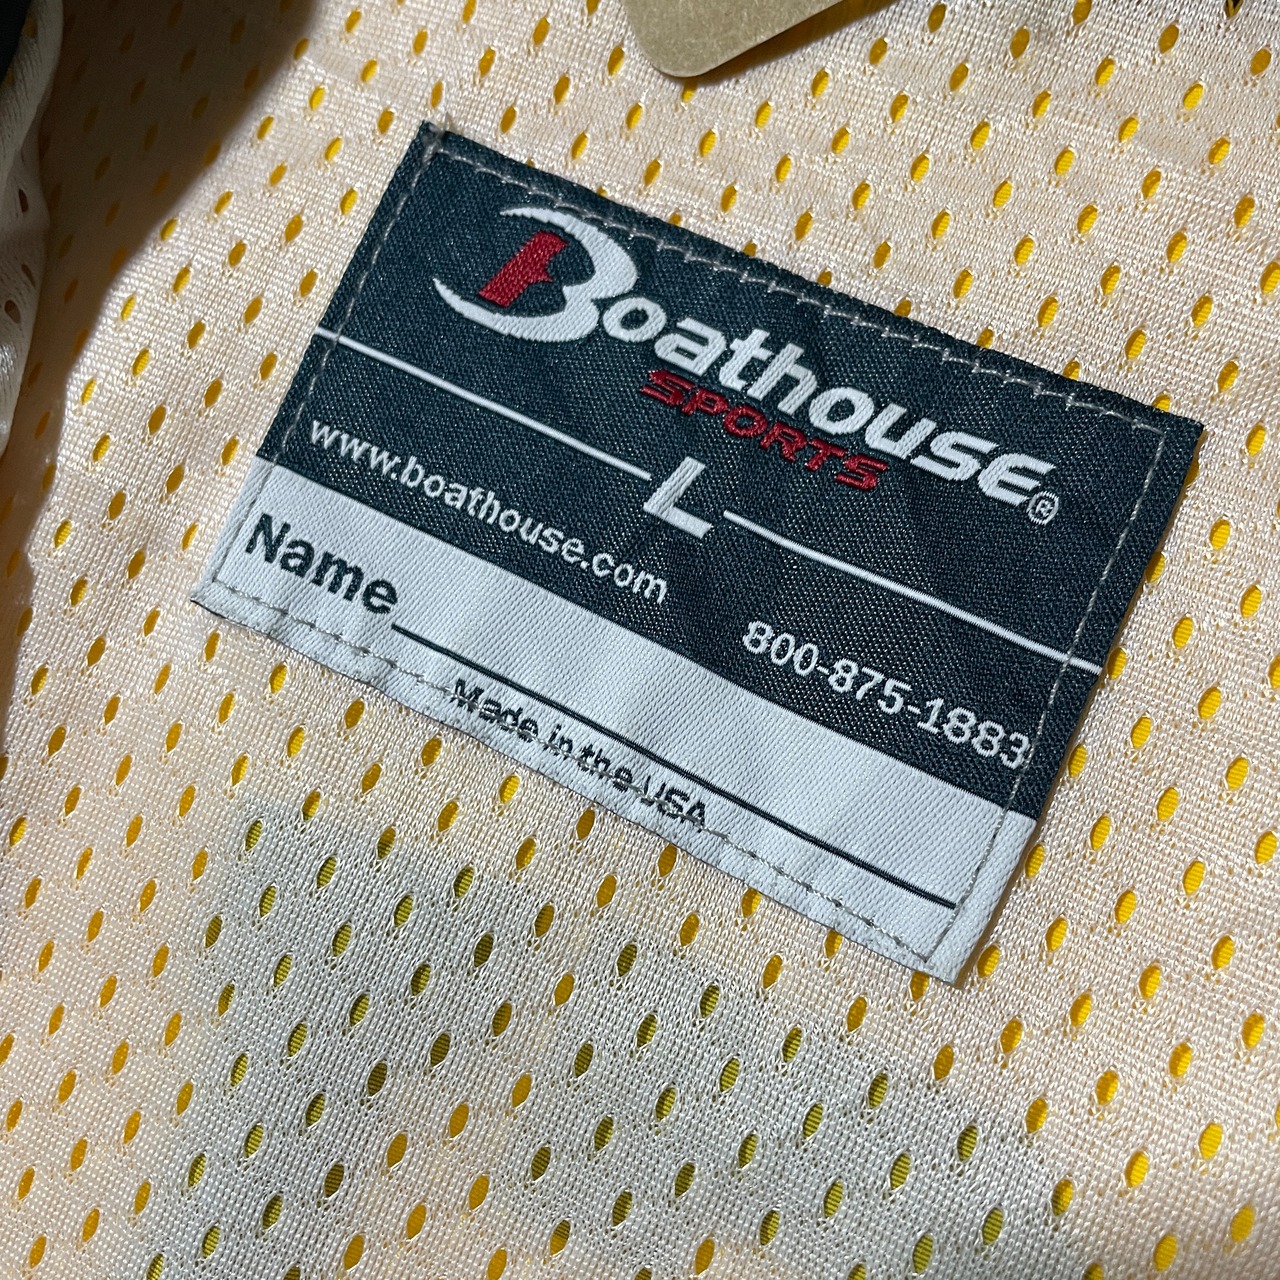 Boathouse®
SPORTS
L
www.boathouse.com
800-875-1883
Name
Made in the USA